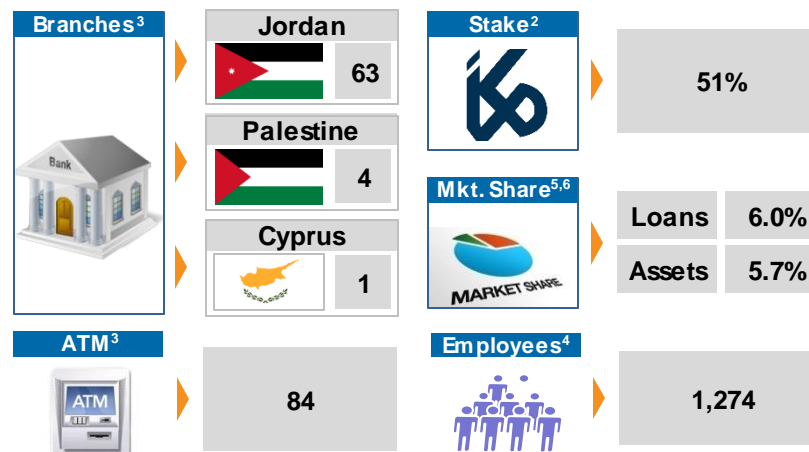 Branches3
Jordan
63
Bank
Palestine
4
Cyprus
1
Stake2
51%
Mkt. Share5,6
MARKET SHARE
Loans 6.0%
Assets 5.7%
ATM3
ATM
84
Employees4
1,274